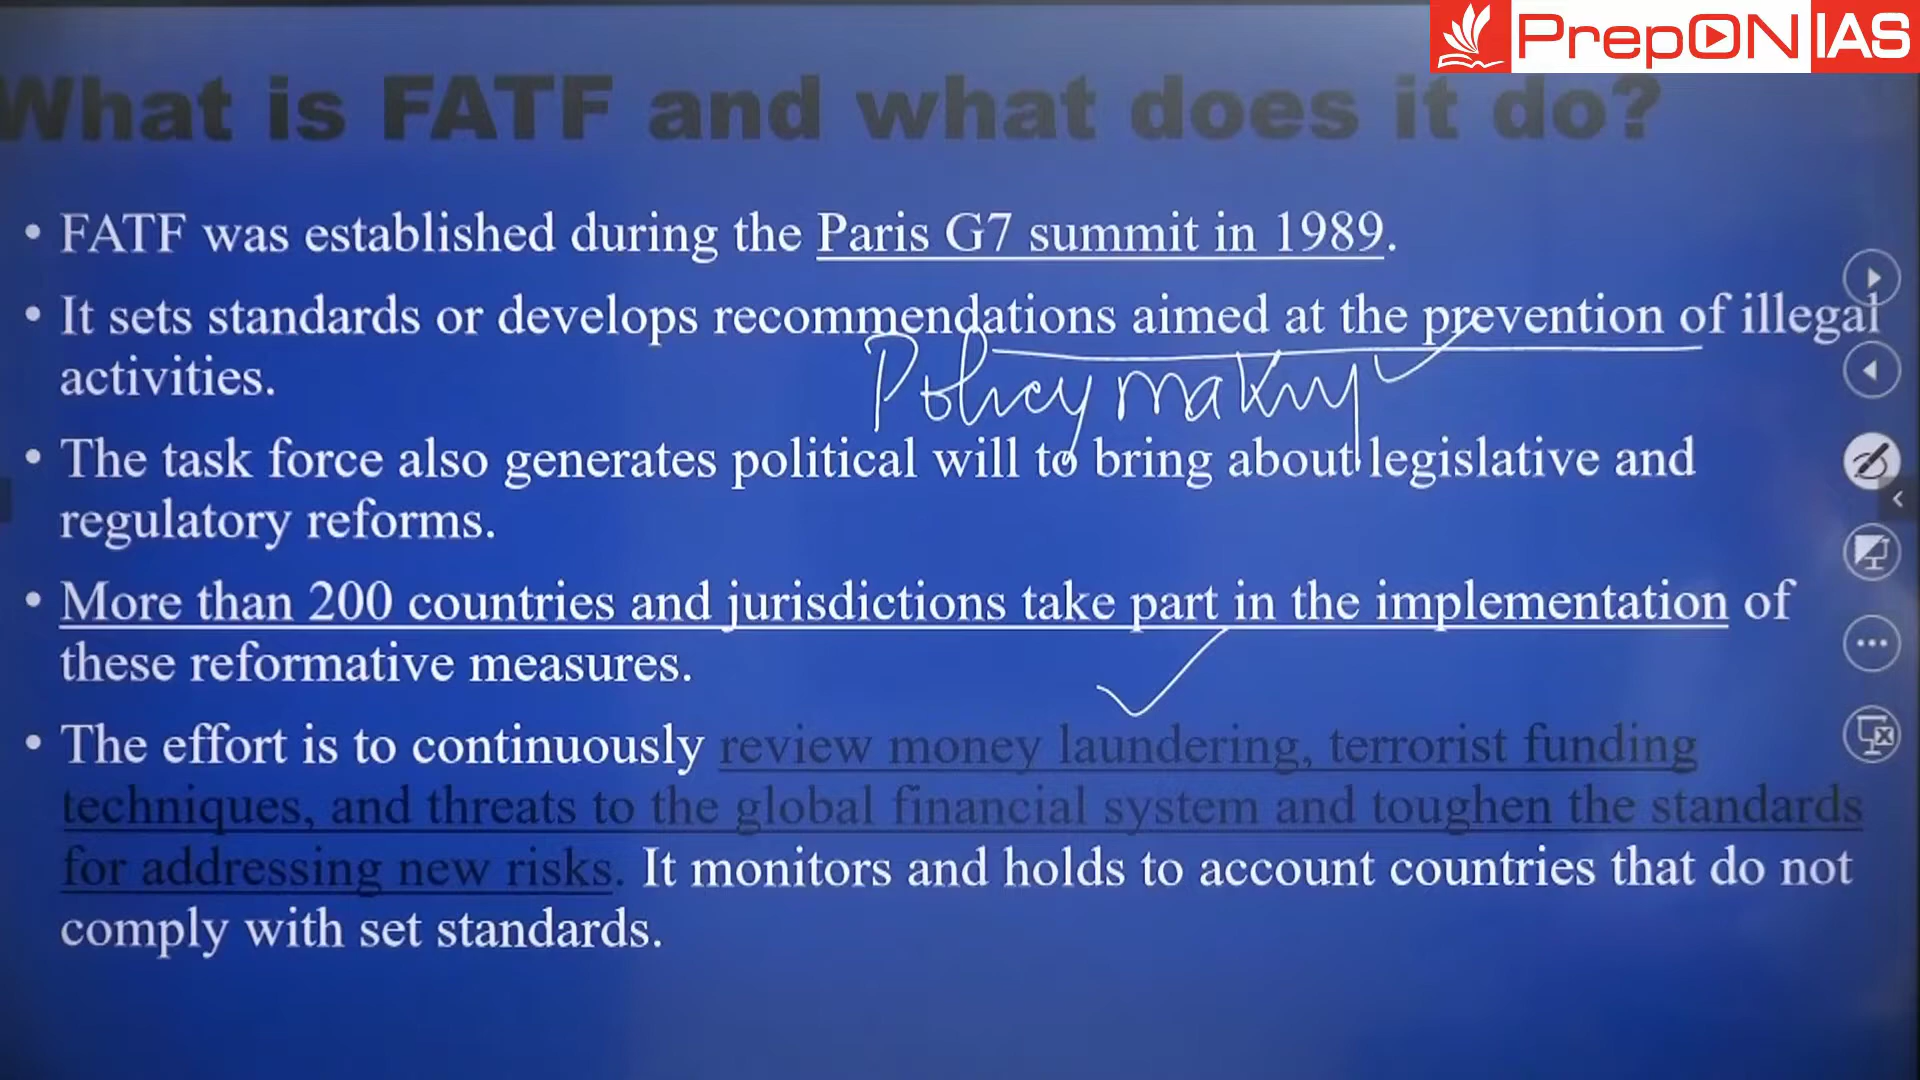 PrepON IAS
What is FATF and what does it do?
• FATF was established during the Paris G7 summit in 1989.
• It sets standards or develops recommendations aimed at the prevention of illegal
activities.
Policy making
• The task force also generates political will to bring about legislative and
regulatory reforms.
• More than 200 countries and jurisdictions take part in the implementation of
these reformative measures.
• The effort is to continuously review money laundering, terrorist funding
techniques, and threats to the global financial system and toughen the standards
for addressing new risks. It monitors and holds to account countries that do not
comply with set standards.